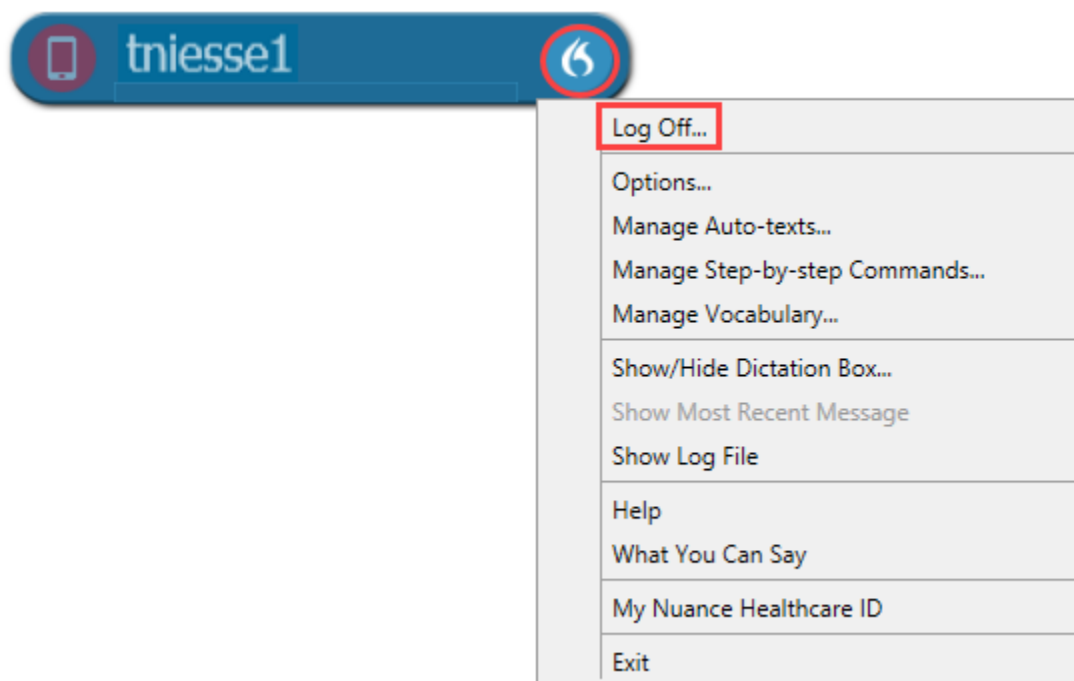 tniesse1
Log Off...
Options...
Manage Auto-texts...
Manage Step-by-step Commands...
Manage Vocabulary...
Show/Hide Dictation Box...
Show Most Recent Message
Show Log File
Help
What You Can Say
My Nuance Healthcare ID
Exit